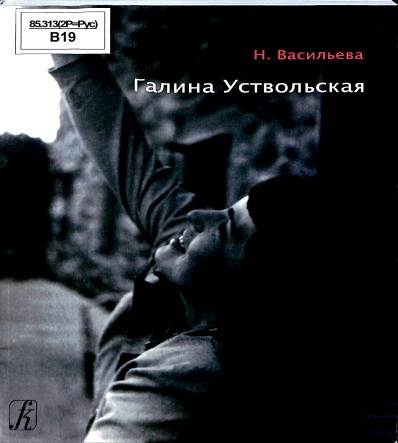 85.313(2Р=Рус)
В19
Н. Васильева
Галина Уствольская
k